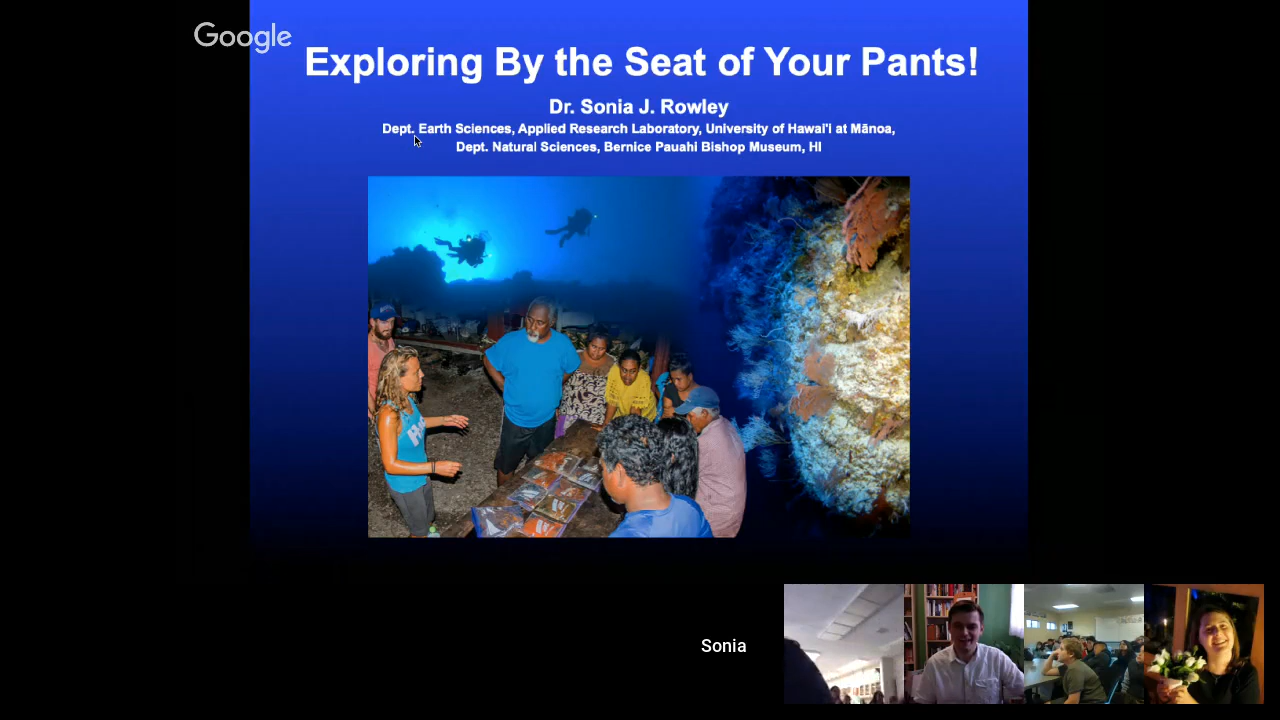 Google
Exploring By the Seat of Your Pants!
Dr. Sonia J. Rowley
Dept. Earth Sciences, Applied Research Laboratory, University of Hawai'i at Mānoa,
Dept. Natural Sciences, Bernice Pauahi Bishop Museum, HI
Sonia